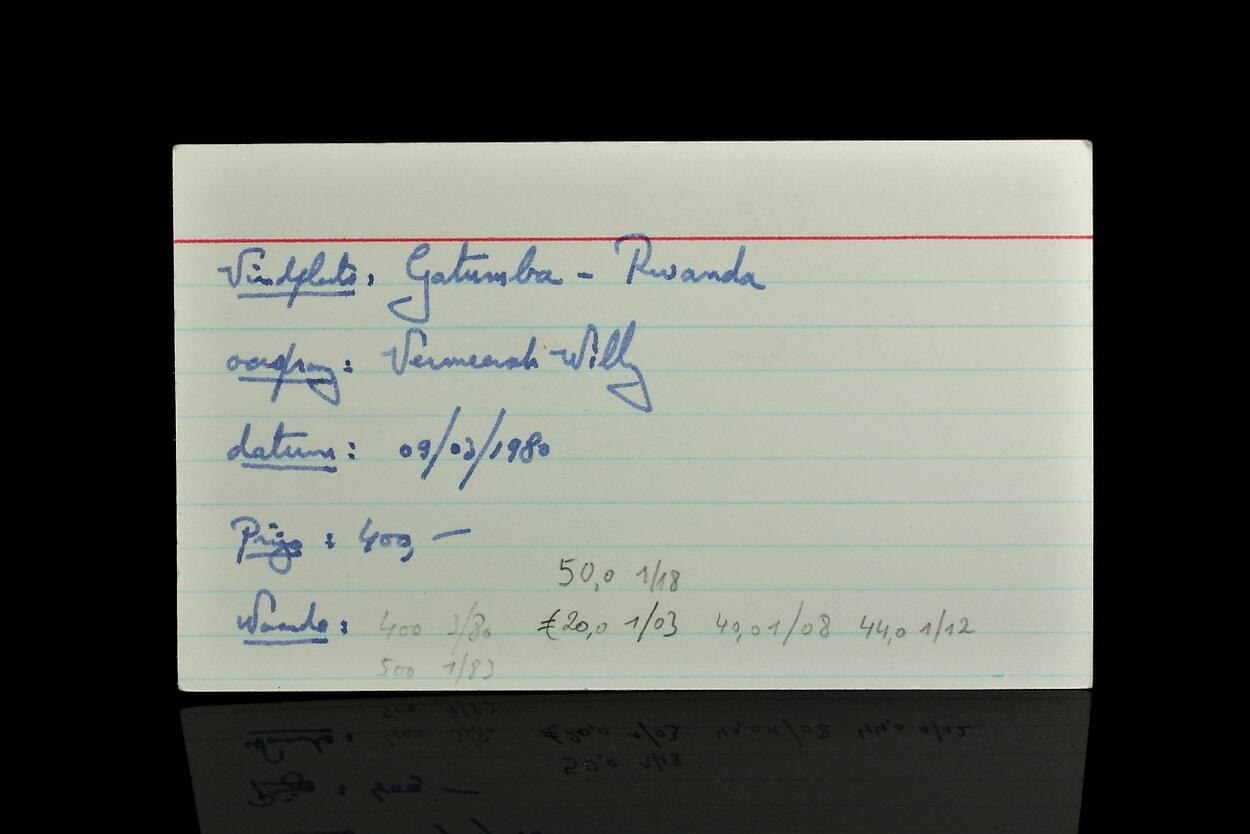 Vindplaats: Gatumba - Rwanda
oorsprong: Willy
datum: 09/03/1980
Prijs: 400,—
50,0 1/18
Waarde: 400 3/80 €20,0 1/03 40,0 1/08 44,0 1/12
500 1/83